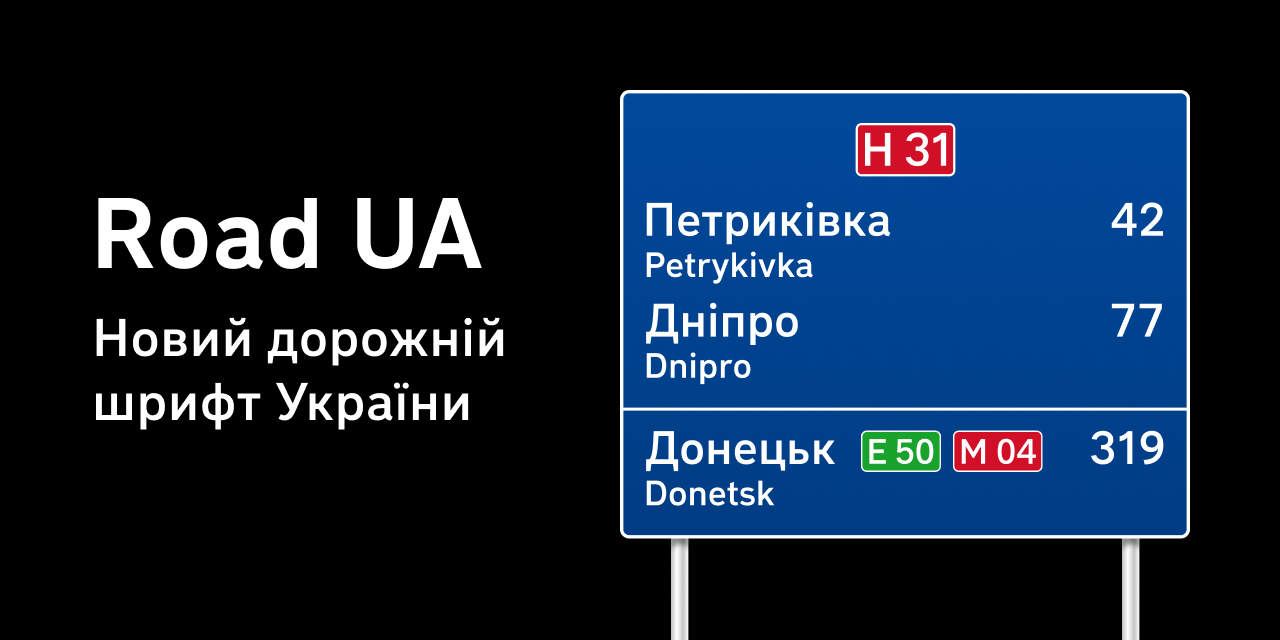 Road UA
Новий дорожній
шрифт України
Н 31
Петриківка 42
Petrykivka
Дніпро 77
Dnipro
Донецьк E 50 М 04 319
Donetsk